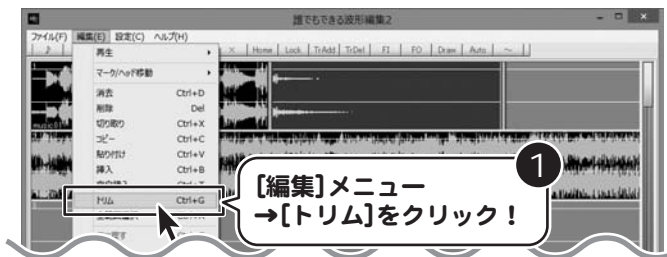 誰でもできる波形編集2
ファイル(F) 編集(E) 設定(C) ヘルプ(H)
× Home Lock TrAdd TrDel FI FO Draw Auto ～
再生
マーク/ヘッド移動
消去 Ctrl+D
削除 Del
切り取り Ctrl+X
コピー Ctrl+C
貼り付け Ctrl+V
挿入 Ctrl+B
トリム Ctrl+G
1
[編集]メニュー
→[トリム]をクリック！